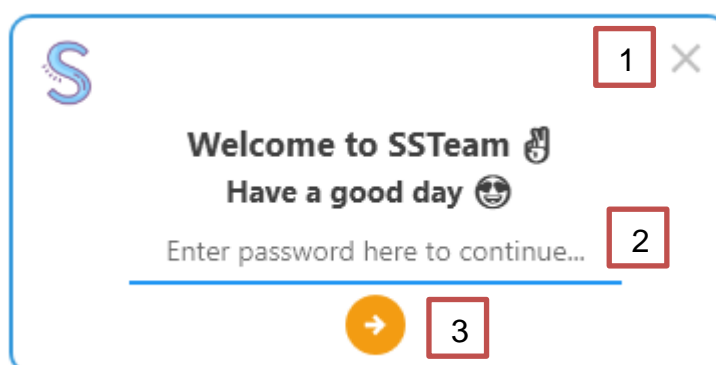 S
1
Welcome to SSTeam ✌
Have a good day 😎
Enter password here to continue...
2
3